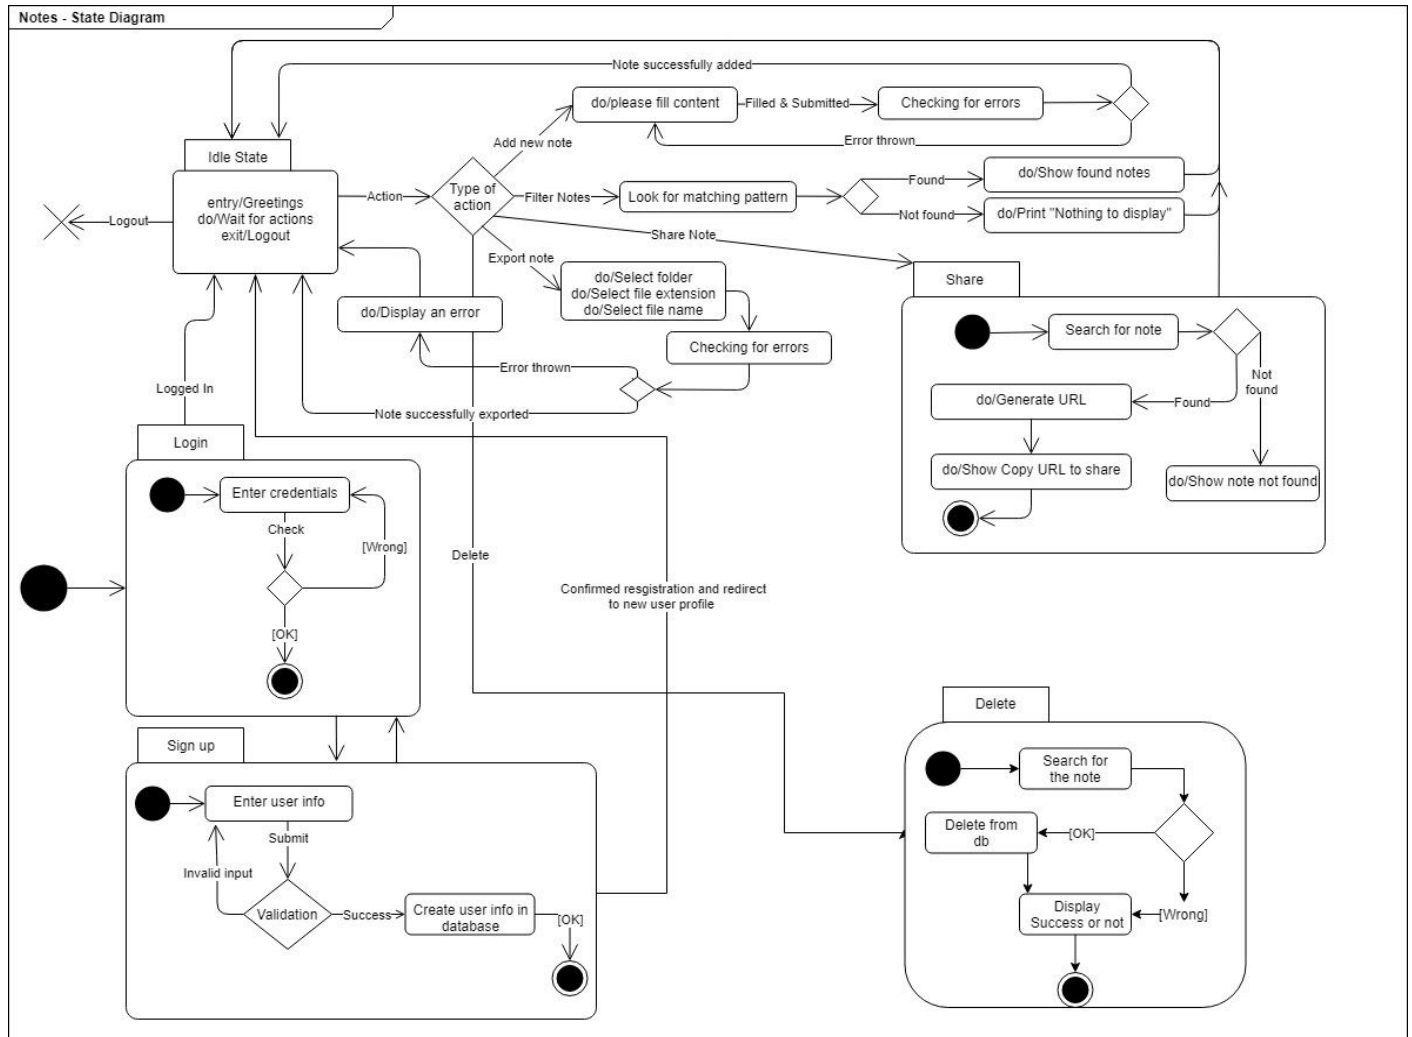 Notes - State Diagram
Note successfully added
do/please fill content
Filled & Submitted
Checking for errors
Add new note
Error thrown
Idle State
entry/Greetings
do/Wait for actions
exit/Logout
Logout
Action
Type of
action
Filter Notes
Look for matching pattern
Found
do/Show found notes
Not found
do/Print "Nothing to display"
Share Note
Export note
do/Select folder
do/Select file extension
do/Select file name
do/Display an error
Checking for errors
Error thrown
Note successfully exported
Share
Search for note
Not
found
do/Generate URL
Found
do/Show Copy URL to share
do/Show note not found
Logged In
Login
Enter credentials
Check
[Wrong]
[OK]
Delete
Confirmed resgistration and redirect
to new user profile
Sign up
Enter user info
Submit
Invalid input
Validation
Success
Create user info in
database
[OK]
Delete
Search for
the note
Delete from
db
[OK]
Display
Success or not
[Wrong]